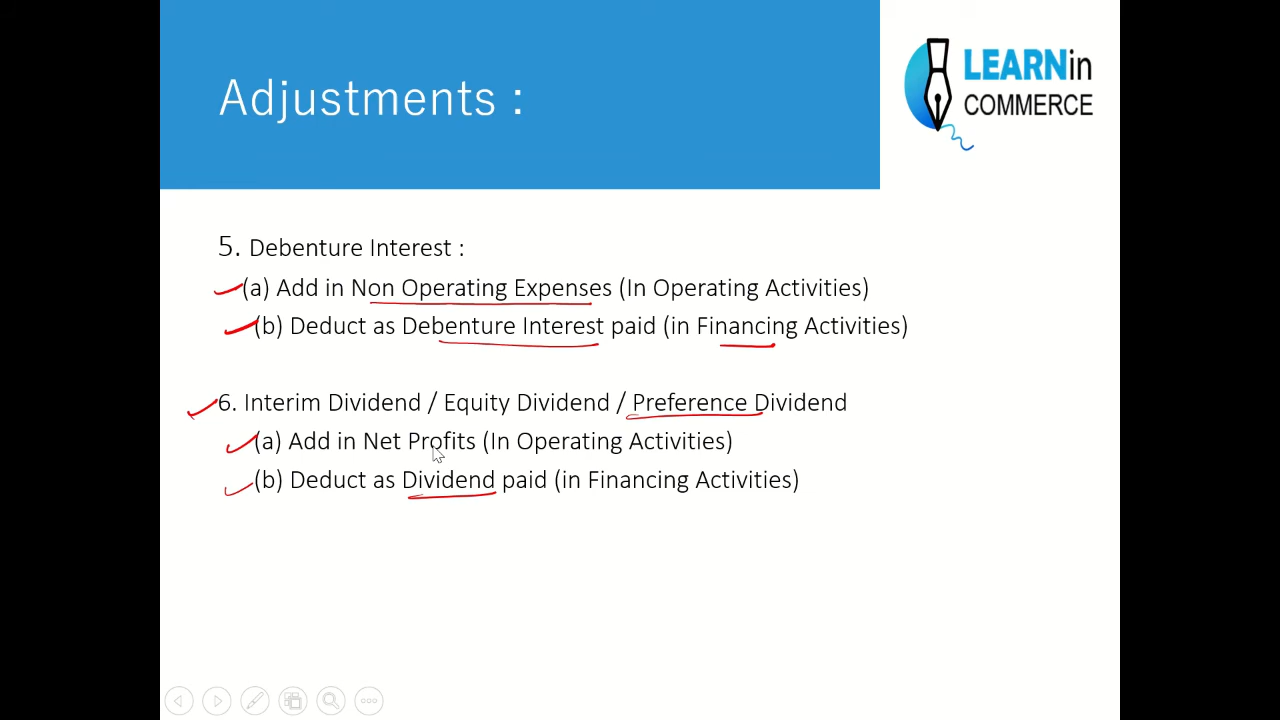 Adjustments :
LEARNin
COMMERCE
5. Debenture Interest :
(a) Add in Non Operating Expenses (In Operating Activities)
(b) Deduct as Debenture Interest paid (in Financing Activities)
6. Interim Dividend / Equity Dividend / Preference Dividend
(a) Add in Net Profits (In Operating Activities)
(b) Deduct as Dividend paid (in Financing Activities)